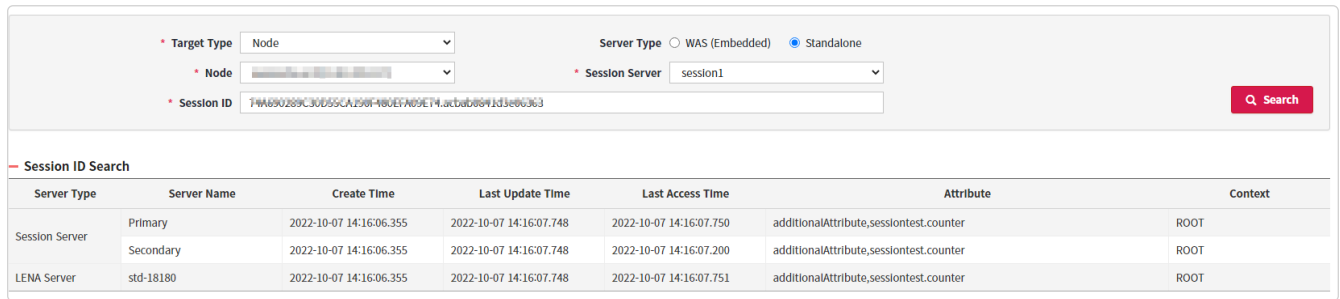 * Target Type Node Server Type WAS (Embedded) Standalone
* Node * Session Server session1
* Session ID Search
Session ID Search
Server Type Server Name Create Time Last Update Time Last Access Time Attribute Context
Session Server Primary 2022-10-07 14:16:06.355 2022-10-07 14:16:07.748 2022-10-07 14:16:07.750 additionalAttribute,sessiontest.counter ROOT
Secondary 2022-10-07 14:16:06.355 2022-10-07 14:16:07.748 2022-10-07 14:16:07.200 additionalAttribute,sessiontest.counter ROOT
LENA Server std-18180 2022-10-07 14:16:06.355 2022-10-07 14:16:07.748 2022-10-07 14:16:07.751 additionalAttribute,sessiontest.counter ROOT